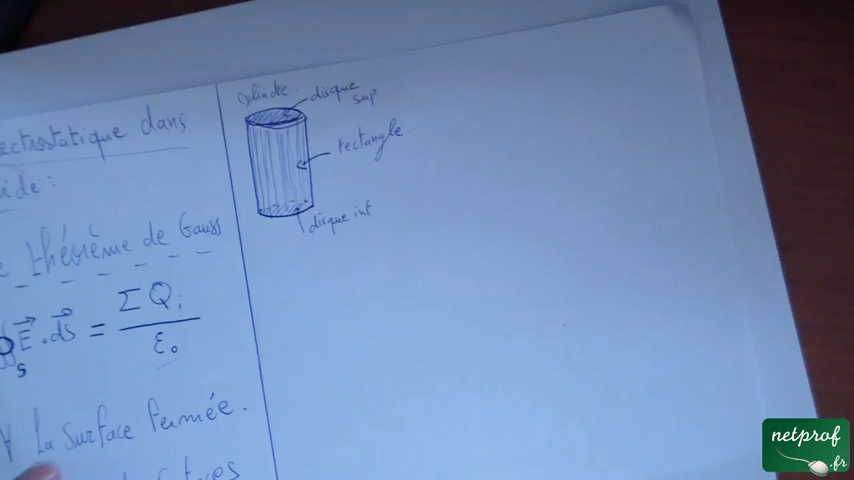 ectrostatique dans
ide :
théorème de Gauss
E . ds = Σ Qi / ε0
S
∀ la surface fermée.
cylindre.
disque sup
rectangle
disque inf
netprof
.fr